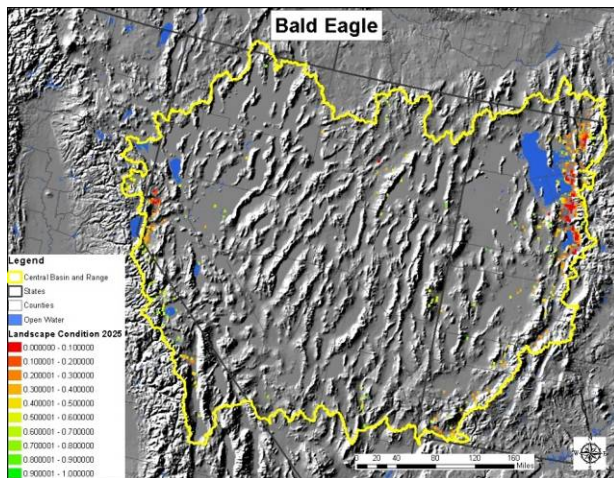 Bald Eagle
Legend
Central Basin and Range
States
Counties
Open Water
Landscape Condition 2025
0.000000 - 0.100000
0.100001 - 0.200000
0.200001 - 0.300000
0.300001 - 0.400000
0.400001 - 0.500000
0.500001 - 0.600000
0.600001 - 0.700000
0.700001 - 0.800000
0.800001 - 0.900000
0.900001 - 1.000000
0 20 40 80 120 160
Miles